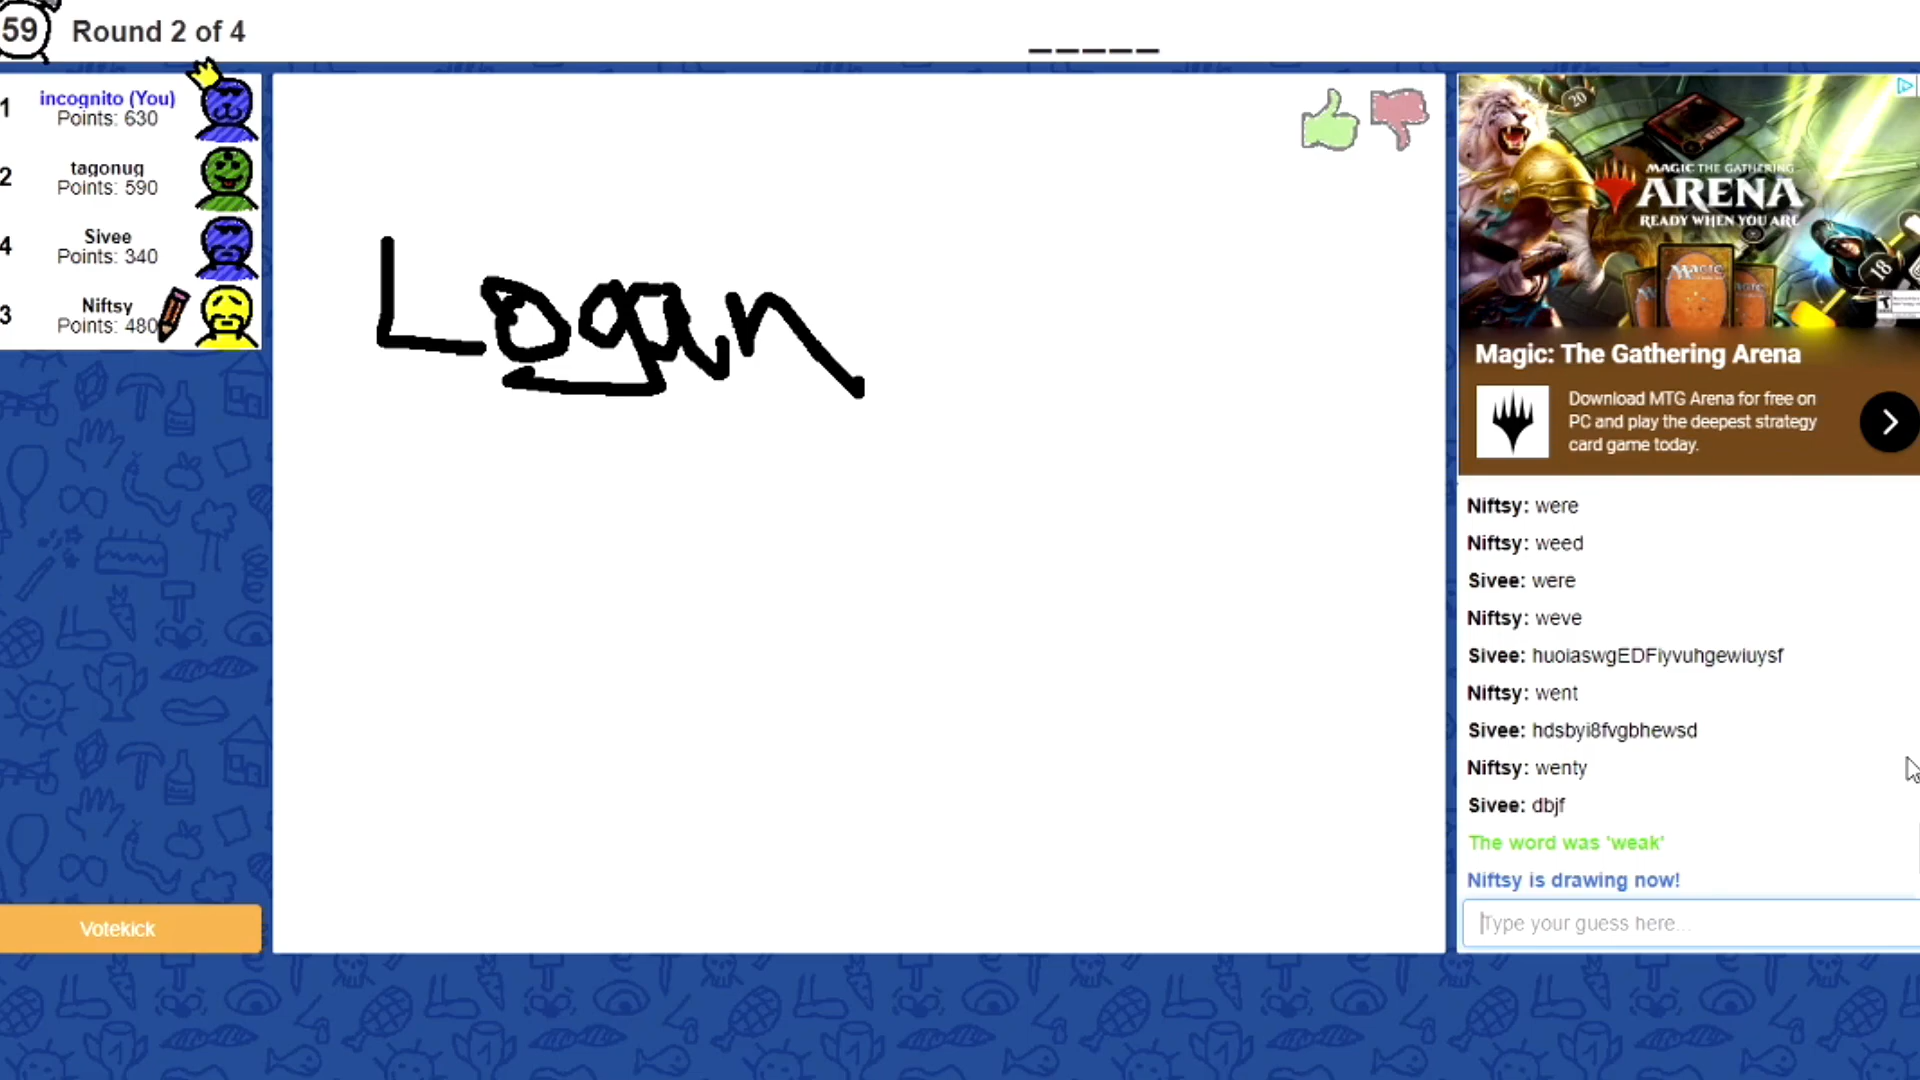 59 Round 2 of 4
_ _ _ _ _
1 incognito (You)
Points: 630
2 tagonug
Points: 590
4 Sivee
Points: 340
3 Niftsy
Points: 480
Votekick
Logan
20
MAGIC THE GATHERING
ARENA
READY WHEN YOU ARE
MAGIC
18
T
Magic: The Gathering Arena
Download MTG Arena for free on
PC and play the deepest strategy
card game today.
Niftsy: were
Niftsy: weed
Sivee: were
Niftsy: weve
Sivee: huoiaswgEDFiyvuhgewiuysf
Niftsy: went
Sivee: hdsbyi8fvgbhewsd
Niftsy: wenty
Sivee: dbjf
The word was 'weak'
Niftsy is drawing now!
Type your guess here...